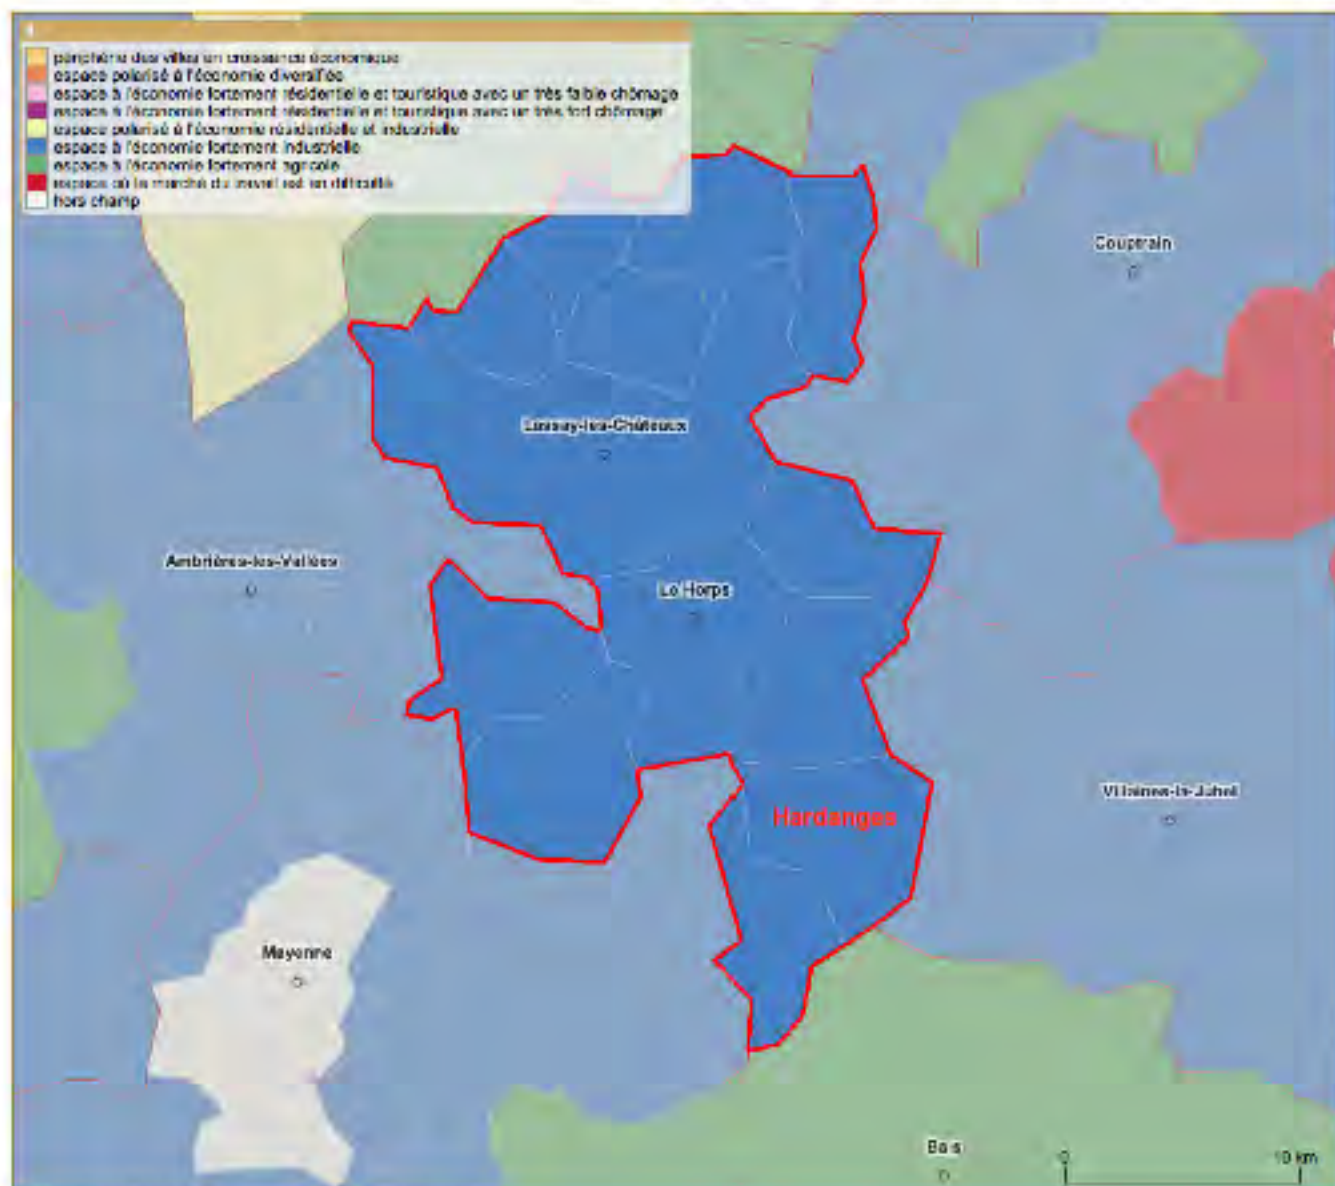 périphérie des villes en croissance économique
espace polarisé à l'économie diversifiée
espace à l'économie fortement résidentielle et touristique avec un très faible chômage
espace à l'économie fortement résidentielle et touristique avec un très fort chômage
espace polarisé à l'économie résidentielle et industrielle
espace à l'économie fortement industrielle
espace à l'économie fortement agricole
espace où le marché du travail est en difficulté
hors champ
Couptrain
Lassay-les-Châteaux
Ambrières-les-Vallées
Le Horps
Villaines-la-Juhel
Hardanges
Mayenne
Bais
0 10 km